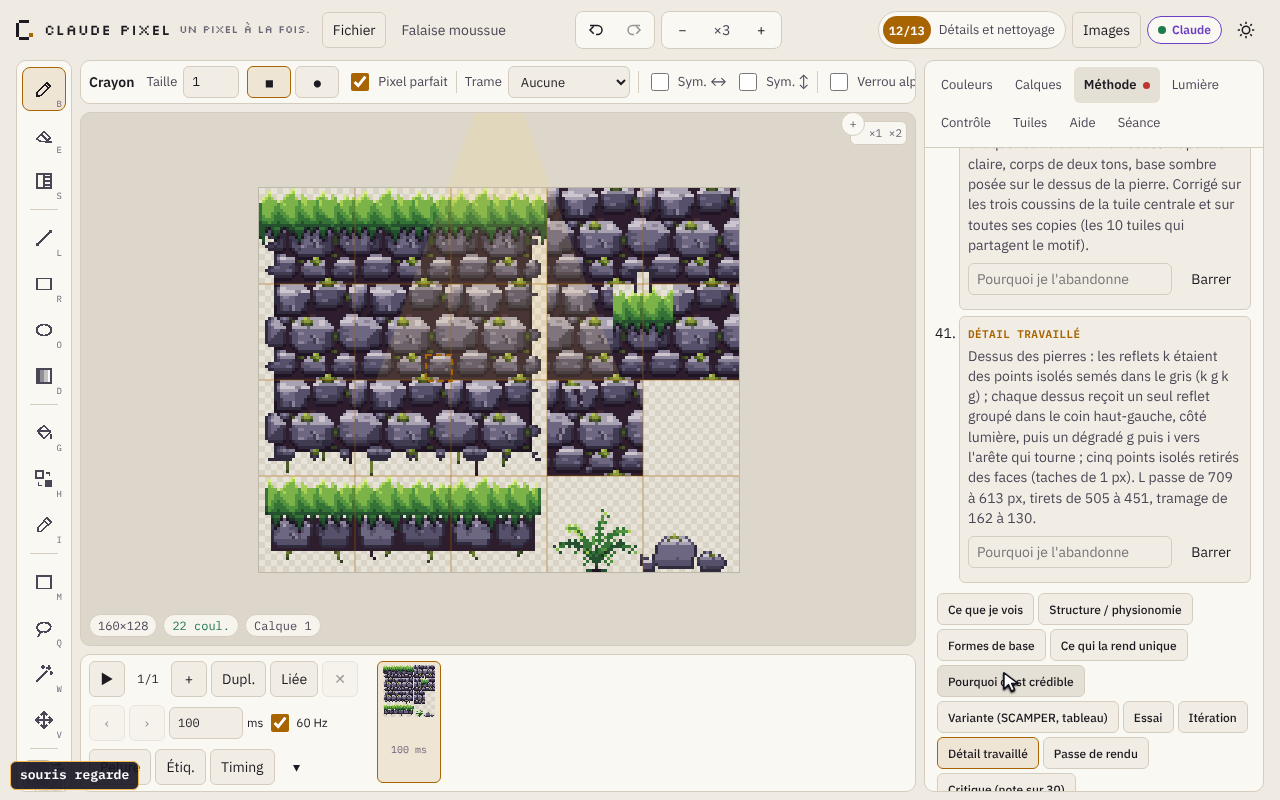 CLAUDE PIXEL UN PIXEL À LA FOIS. Fichier Falaise moussue − ×3 + 12/13 Détails et nettoyage Images Claude
Crayon Taille 1 Pixel parfait Trame Aucune Sym. ↔ Sym. ↕ Verrou alp
Couleurs Calques Méthode Lumière
Contrôle Tuiles Aide Séance
B
E
S
L
R
O
D
G
H
I
M
Q
W
V
+ ×1 ×2
160×128 22 coul. Calque 1
claire, corps de deux tons, base sombre
posée sur le dessus de la pierre. Corrigé sur
les trois coussins de la tuile centrale et sur
toutes ses copies (les 10 tuiles qui
partagent le motif).
Pourquoi je l'abandonne Barrer
41. DÉTAIL TRAVAILLÉ
Dessus des pierres : les reflets k étaient
des points isolés semés dans le gris (k g k
g) ; chaque dessus reçoit un seul reflet
groupé dans le coin haut-gauche, côté
lumière, puis un dégradé g puis i vers
l'arête qui tourne ; cinq points isolés retirés
des faces (taches de 1 px). L passe de 709
à 613 px, tirets de 505 à 451, tramage de
162 à 130.
Pourquoi je l'abandonne Barrer
Ce que je vois Structure / physionomie
Formes de base Ce qui la rend unique
Pourquoi c'est crédible
Variante (SCAMPER, tableau) Essai Itération
Détail travaillé Passe de rendu
Critique (note sur 30)
1/1 + Dupl. Liée ×
‹ › 100 ms 60 Hz
Étiq. Timing ▼
100 ms
souris regarde